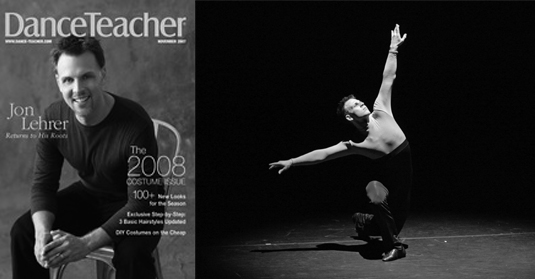 DanceTeacher
WWW.DANCE-TEACHER.COM
NOVEMBER 2007
Jon
Lehrer
Returns to His Roots
The
2008
COSTUME ISSUE
100+ New Looks
for the Season
Exclusive Step-by-Step:
3 Basic Hairstyles Updated
DIY Costumes on the Cheap